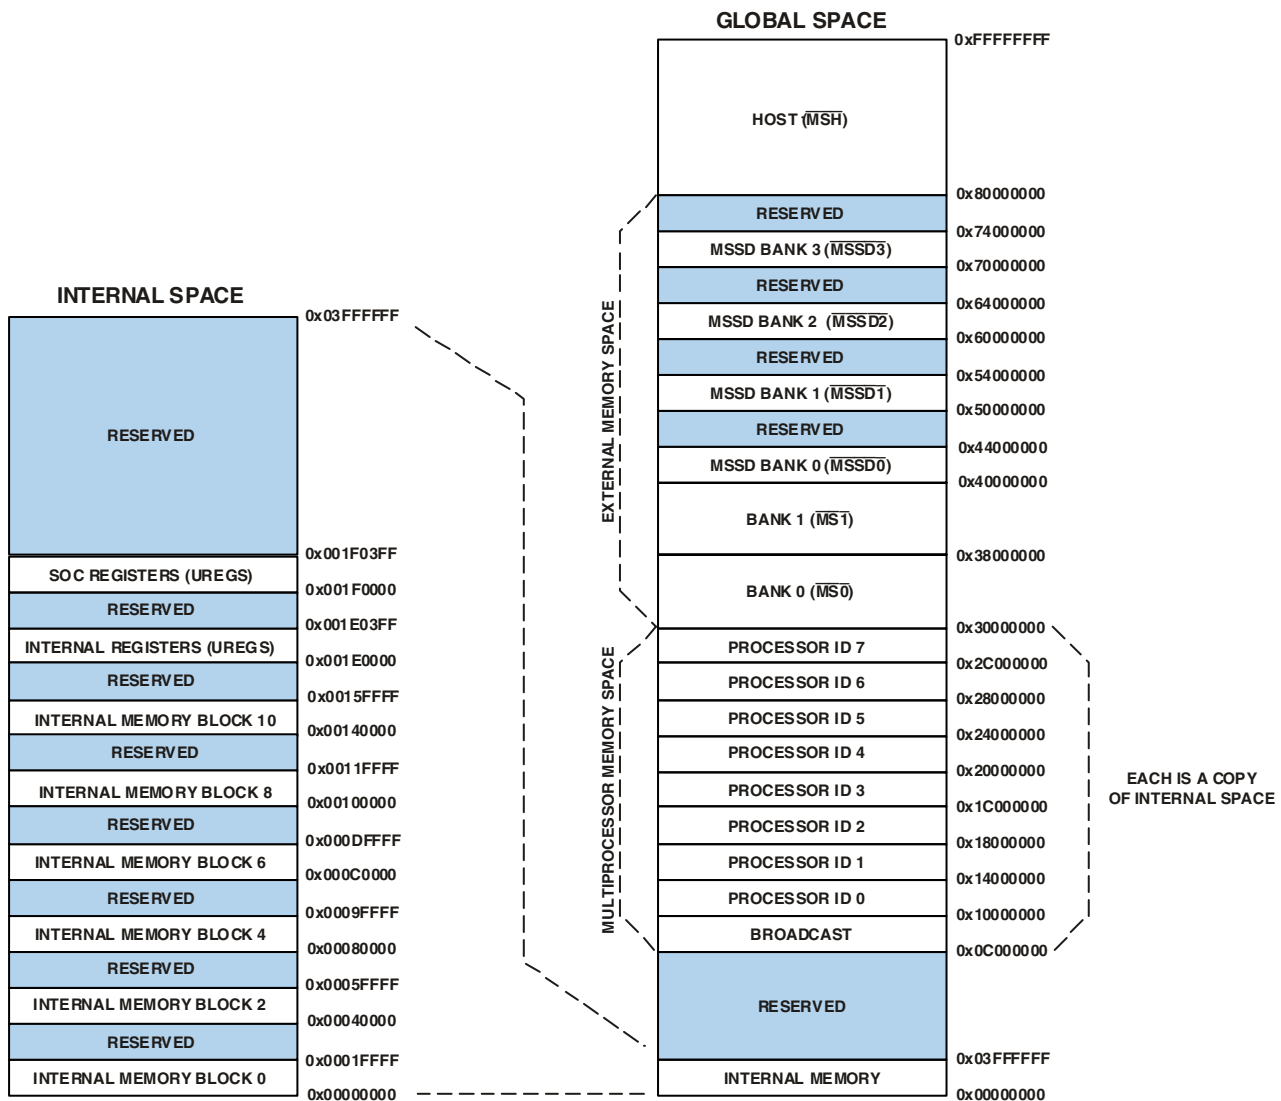 GLOBAL SPACE
0xFFFFFFFF
HOST (MSH)
0x80000000
RESERVED
0x74000000
MSSD BANK 3 (MSSD3)
0x70000000
RESERVED
0x64000000
MSSD BANK 2 (MSSD2)
0x60000000
RESERVED
0x54000000
MSSD BANK 1 (MSSD1)
0x50000000
RESERVED
0x44000000
MSSD BANK 0 (MSSD0)
0x40000000
BANK 1 (MS1)
0x38000000
BANK 0 (MS0)
0x30000000
PROCESSOR ID 7
0x2C000000
PROCESSOR ID 6
0x28000000
PROCESSOR ID 5
0x24000000
PROCESSOR ID 4
0x20000000
PROCESSOR ID 3
0x1C000000
PROCESSOR ID 2
0x18000000
PROCESSOR ID 1
0x14000000
PROCESSOR ID 0
0x10000000
BROADCAST
0x0C000000
RESERVED
0x03FFFFFF
INTERNAL MEMORY
0x00000000
EXTERNAL MEMORY SPACE
MULTIPROCESSOR MEMORY SPACE
EACH IS A COPY
OF INTERNAL SPACE
INTERNAL SPACE
0x03FFFFFF
RESERVED
0x001F03FF
SOC REGISTERS (UREGS)
0x001F0000
RESERVED
0x001E03FF
INTERNAL REGISTERS (UREGS)
0x001E0000
RESERVED
0x0015FFFF
INTERNAL MEMORY BLOCK 10
0x00140000
RESERVED
0x0011FFFF
INTERNAL MEMORY BLOCK 8
0x00100000
RESERVED
0x000DFFFF
INTERNAL MEMORY BLOCK 6
0x000C0000
RESERVED
0x0009FFFF
INTERNAL MEMORY BLOCK 4
0x00080000
RESERVED
0x0005FFFF
INTERNAL MEMORY BLOCK 2
0x00040000
RESERVED
0x0001FFFF
INTERNAL MEMORY BLOCK 0
0x00000000